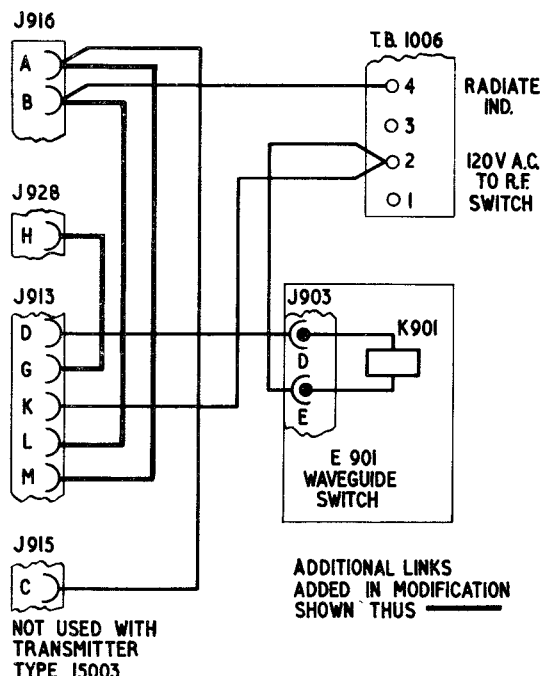 J916
A
B
T.B. 1006
4
RADIATE
IND.
3
2
120V A.C.
TO R.F.
SWITCH
1
J928
H
J913
D
G
K
L
M
J903
K901
D
E
E 901
WAVEGUIDE
SWITCH
J915
C
NOT USED WITH
TRANSMITTER
TYPE 15003
ADDITIONAL LINKS
ADDED IN MODIFICATION
SHOWN THUS